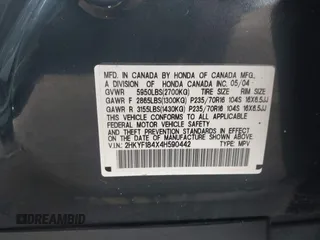 MFD. IN CANADA BY HONDA OF CANADA MFG.,
A DIVISION OF HONDA CANADA INC. 05/04
GVWR 5950LBS(2700KG) TIRE SIZE RIM SIZE
GAWR F 2865LBS(1300KG) P235/70R16 104S 16X6.5JJ
GAWR R 3155LBS(1430KG) P235/70R16 104S 16X6.5JJ
THIS VEHICLE CONFORMS TO ALL APPLICABLE
FEDERAL MOTOR VEHICLE SAFETY
AND THEFT PREVENTION STANDARDS IN EFFECT
ON THE DATE OF MANUFACTURE SHOWN ABOVE.
V.I.N: 2HKYF184X4H590442 TYPE: MPV
DREAMBID